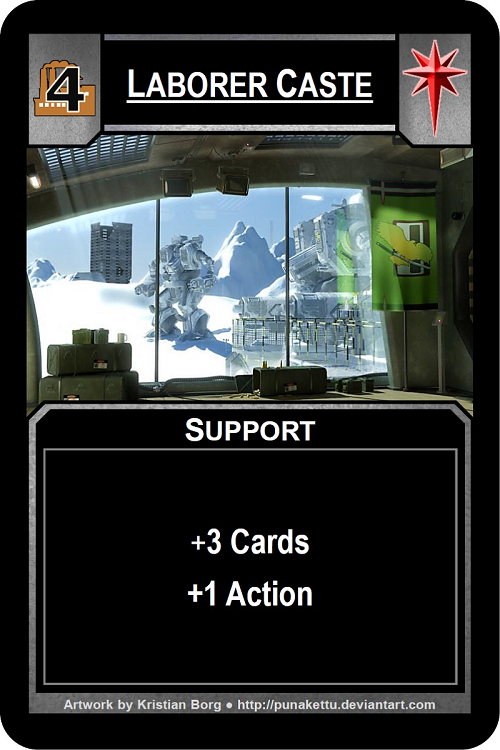 4
LABORER CASTE
SUPPORT
+3 Cards
+1 Action
Artwork by Kristian Borg ● http://punakettu.deviantart.com